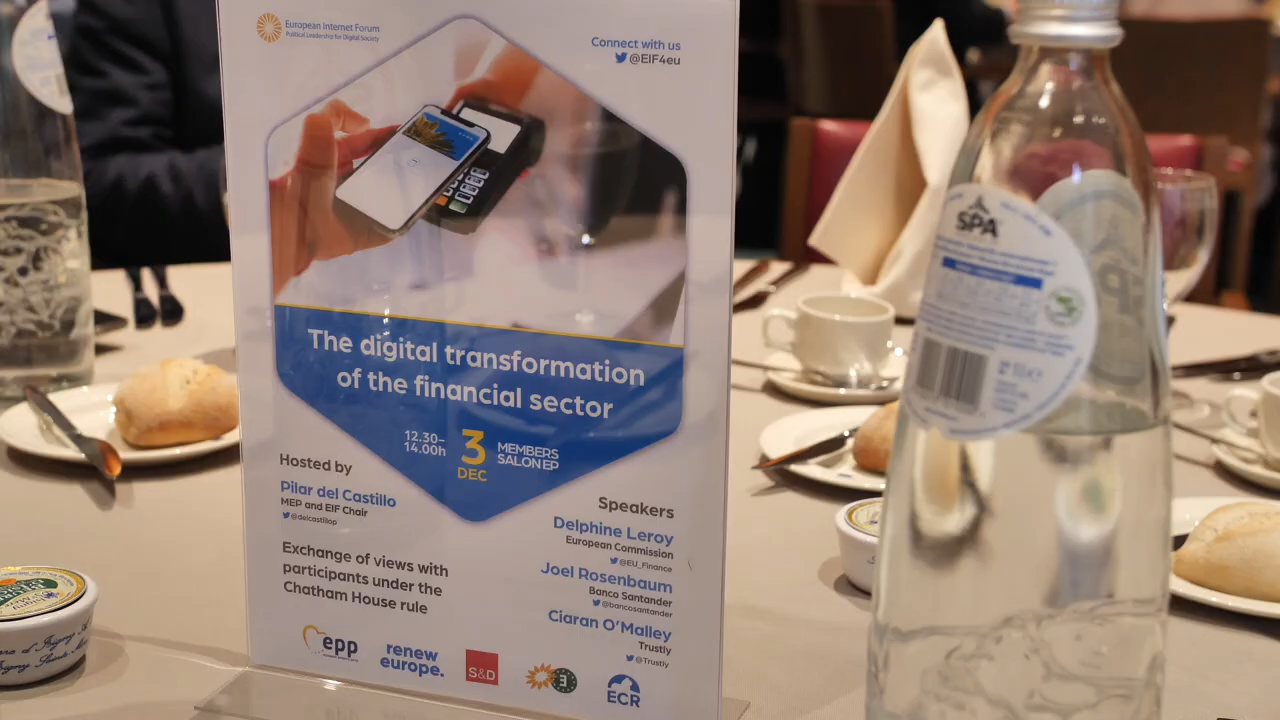 European Internet Forum
Political Leadership for Digital Society
Connect with us
@EIF4eu
The digital transformation
of the financial sector
12.30-
14.00h
3
DEC
MEMBERS
SALON EP
Hosted by
Pilar del Castillo
MEP and EIF Chair
@delcastillop
Exchange of views with
participants under the
Chatham House rule
Speakers
Delphine Leroy
European Commission
@EU_Finance
Joel Rosenbaum
Banco Santander
@bancosantander
Ciaran O'Malley
Trustly
@Trustly
epp
renew
europe.
S&D
E
ECR
SPA